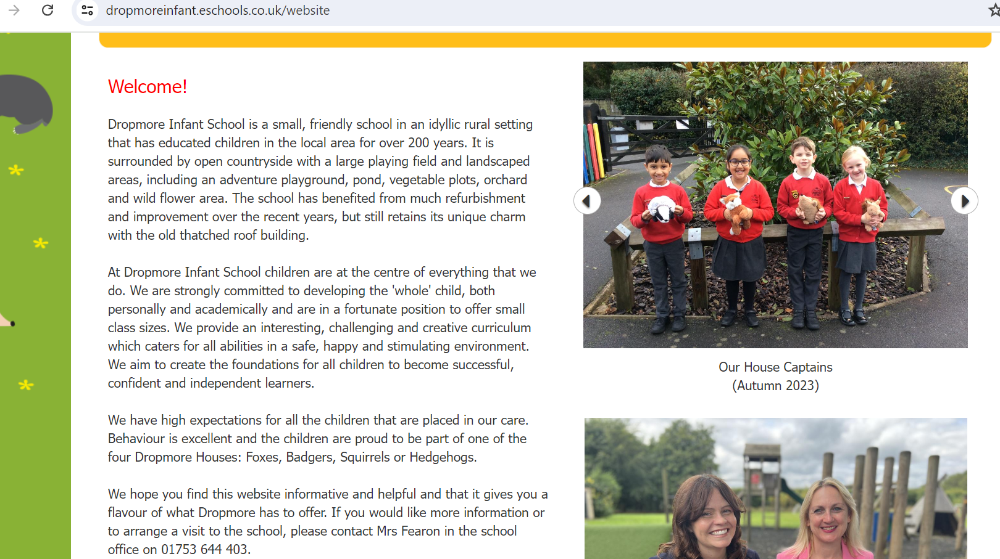 dropmoreinfant.eschools.co.uk/website
Welcome!
Dropmore Infant School is a small, friendly school in an idyllic rural setting
that has educated children in the local area for over 200 years. It is
surrounded by open countryside with a large playing field and landscaped
areas, including an adventure playground, pond, vegetable plots, orchard
and wild flower area. The school has benefited from much refurbishment
and improvement over the recent years, but still retains its unique charm
with the old thatched roof building.
At Dropmore Infant School children are at the centre of everything that we
do. We are strongly committed to developing the 'whole' child, both
personally and academically and are in a fortunate position to offer small
class sizes. We provide an interesting, challenging and creative curriculum
which caters for all abilities in a safe, happy and stimulating environment.
We aim to create the foundations for all children to become successful,
confident and independent learners.
We have high expectations for all the children that are placed in our care.
Behaviour is excellent and the children are proud to be part of one of the
four Dropmore Houses: Foxes, Badgers, Squirrels or Hedgehogs.
We hope you find this website informative and helpful and that it gives you a
flavour of what Dropmore has to offer. If you would like more information or
to arrange a visit to the school, please contact Mrs Fearon in the school
office on 01753 644 403.
Our House Captains
(Autumn 2023)